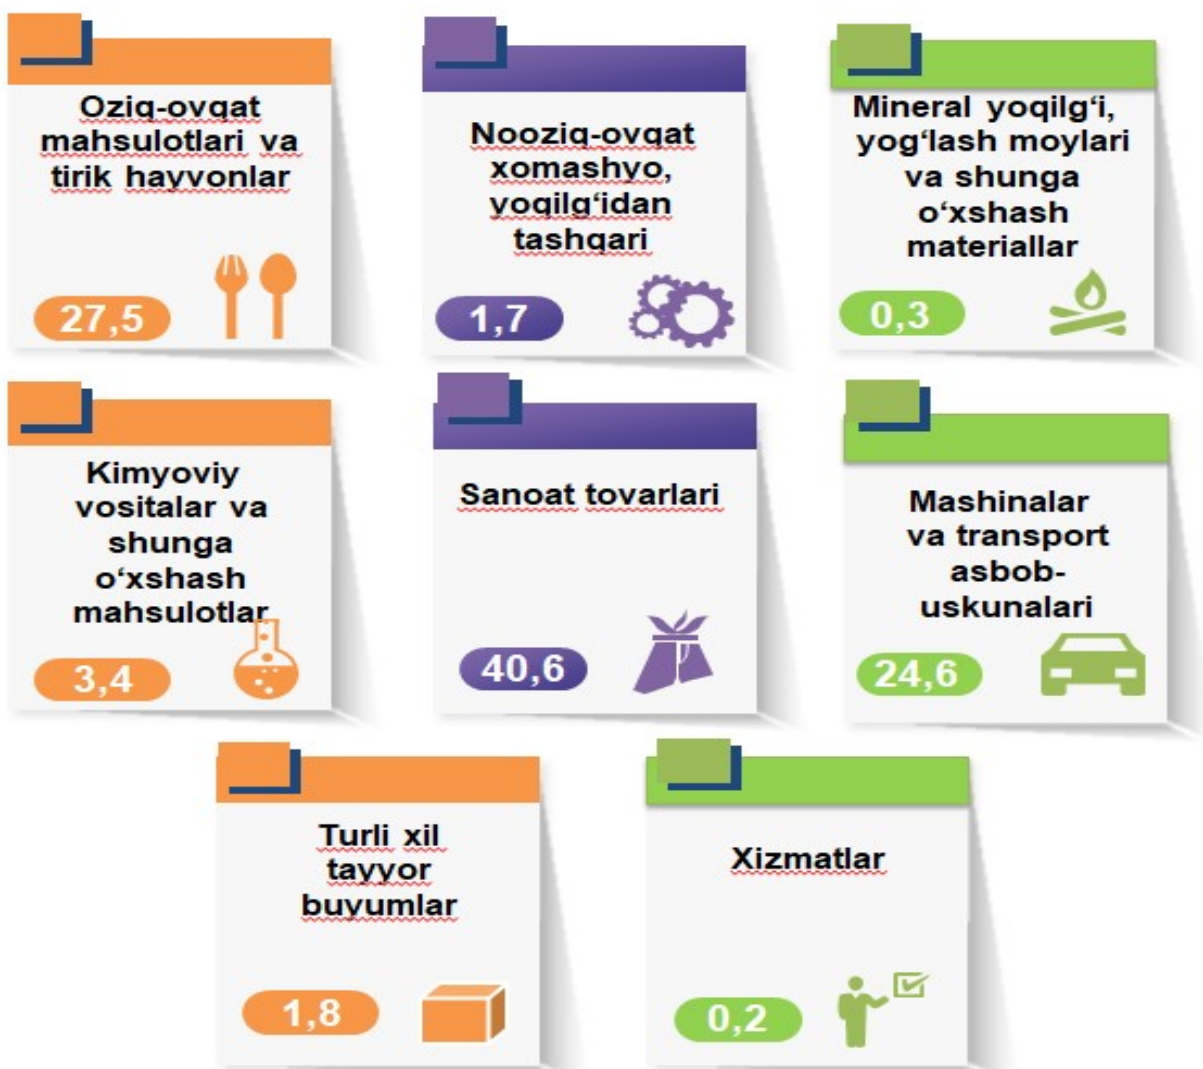 Oziq-ovqat
mahsulotlari va
tirik hayvonlar
27,5
Nooziq-ovqat
xomashyo,
yoqilg‘idan
tashqari
1,7
Mineral yoqilg‘i,
yog‘lash moylari
va shunga
o‘xshash
materiallar
0,3
Kimyoviy
vositalar va
shunga
o‘xshash
mahsulotlar
3,4
Sanoat tovarlari
40,6
Mashinalar
va transport
asbob-
uskunalari
24,6
Turli xil
tayyor
buyumlar
1,8
Xizmatlar
0,2